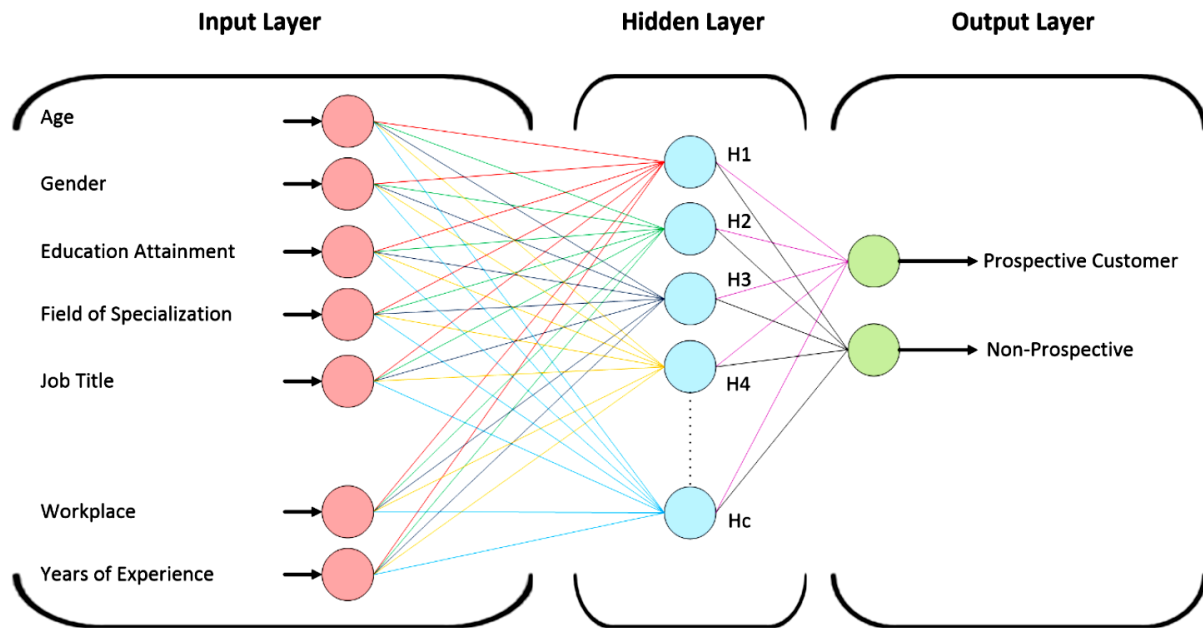 Input Layer
Hidden Layer
Output Layer
Age
Gender
Education Attainment
Field of Specialization
Job Title
Workplace
Years of Experience
H1
H2
H3
H4
Hc
Prospective Customer
Non-Prospective